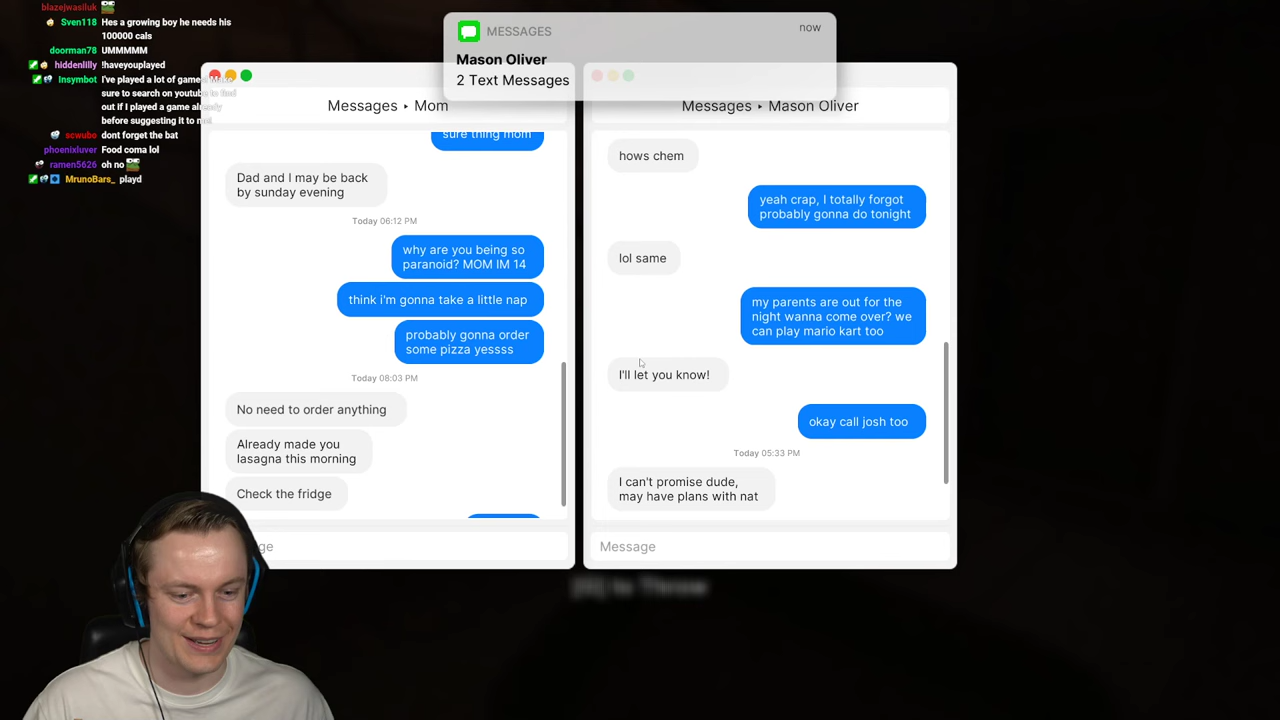 blazejwasiluk
Sven118 Hes a growing boy he needs his
100000 cals
doorman78 UMMMMM
hiddenlilly !haveyouplayed
Insymbot I've played a lot of game
sure to search on youtube to find
out if I played a game already
before suggesting it to me!
scwubo dont forget the bat
phoenixluver Food coma lol
ramen5626 oh no
MrunoBars_ playd
MESSAGES
now
Mason Oliver
2 Text Messages
Messages ‣ Mom
sure thing mom
Dad and I may be back
by sunday evening
Today 06:12 PM
why are you being so
paranoid? MOM IM 14
think i'm gonna take a little nap
probably gonna order
some pizza yessss
Today 08:03 PM
No need to order anything
Already made you
lasagna this morning
Check the fridge
Messages ‣ Mason Oliver
hows chem
yeah crap, I totally forgot
probably gonna do tonight
lol same
my parents are out for the
night wanna come over? we
can play mario kart too
I'll let you know!
okay call josh too
Today 05:33 PM
I can't promise dude,
may have plans with nat
Message
to Throw